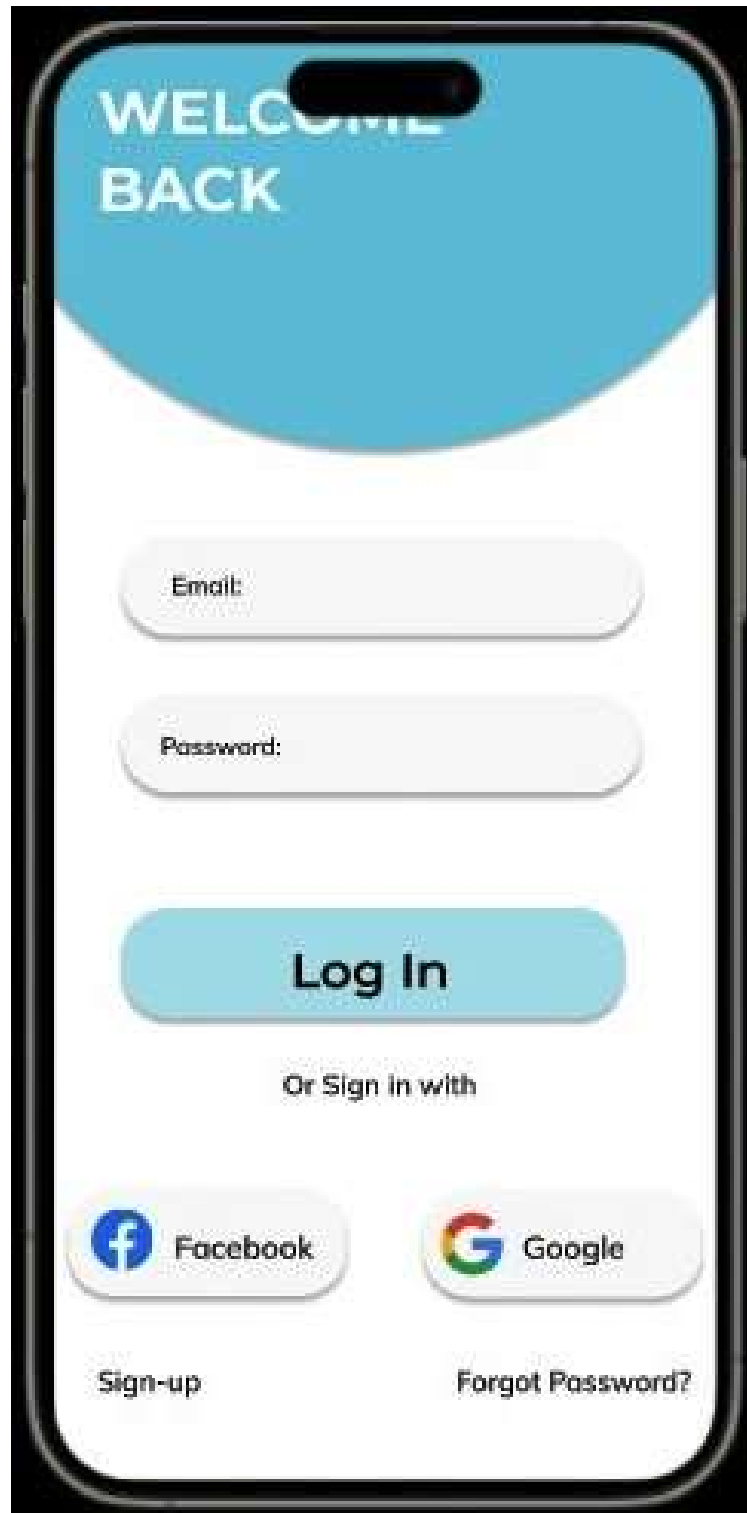 WELCOME
BACK
Email:
Password:
Log In
Or Sign in with
Facebook
Google
Sign-up
Forgot Password?